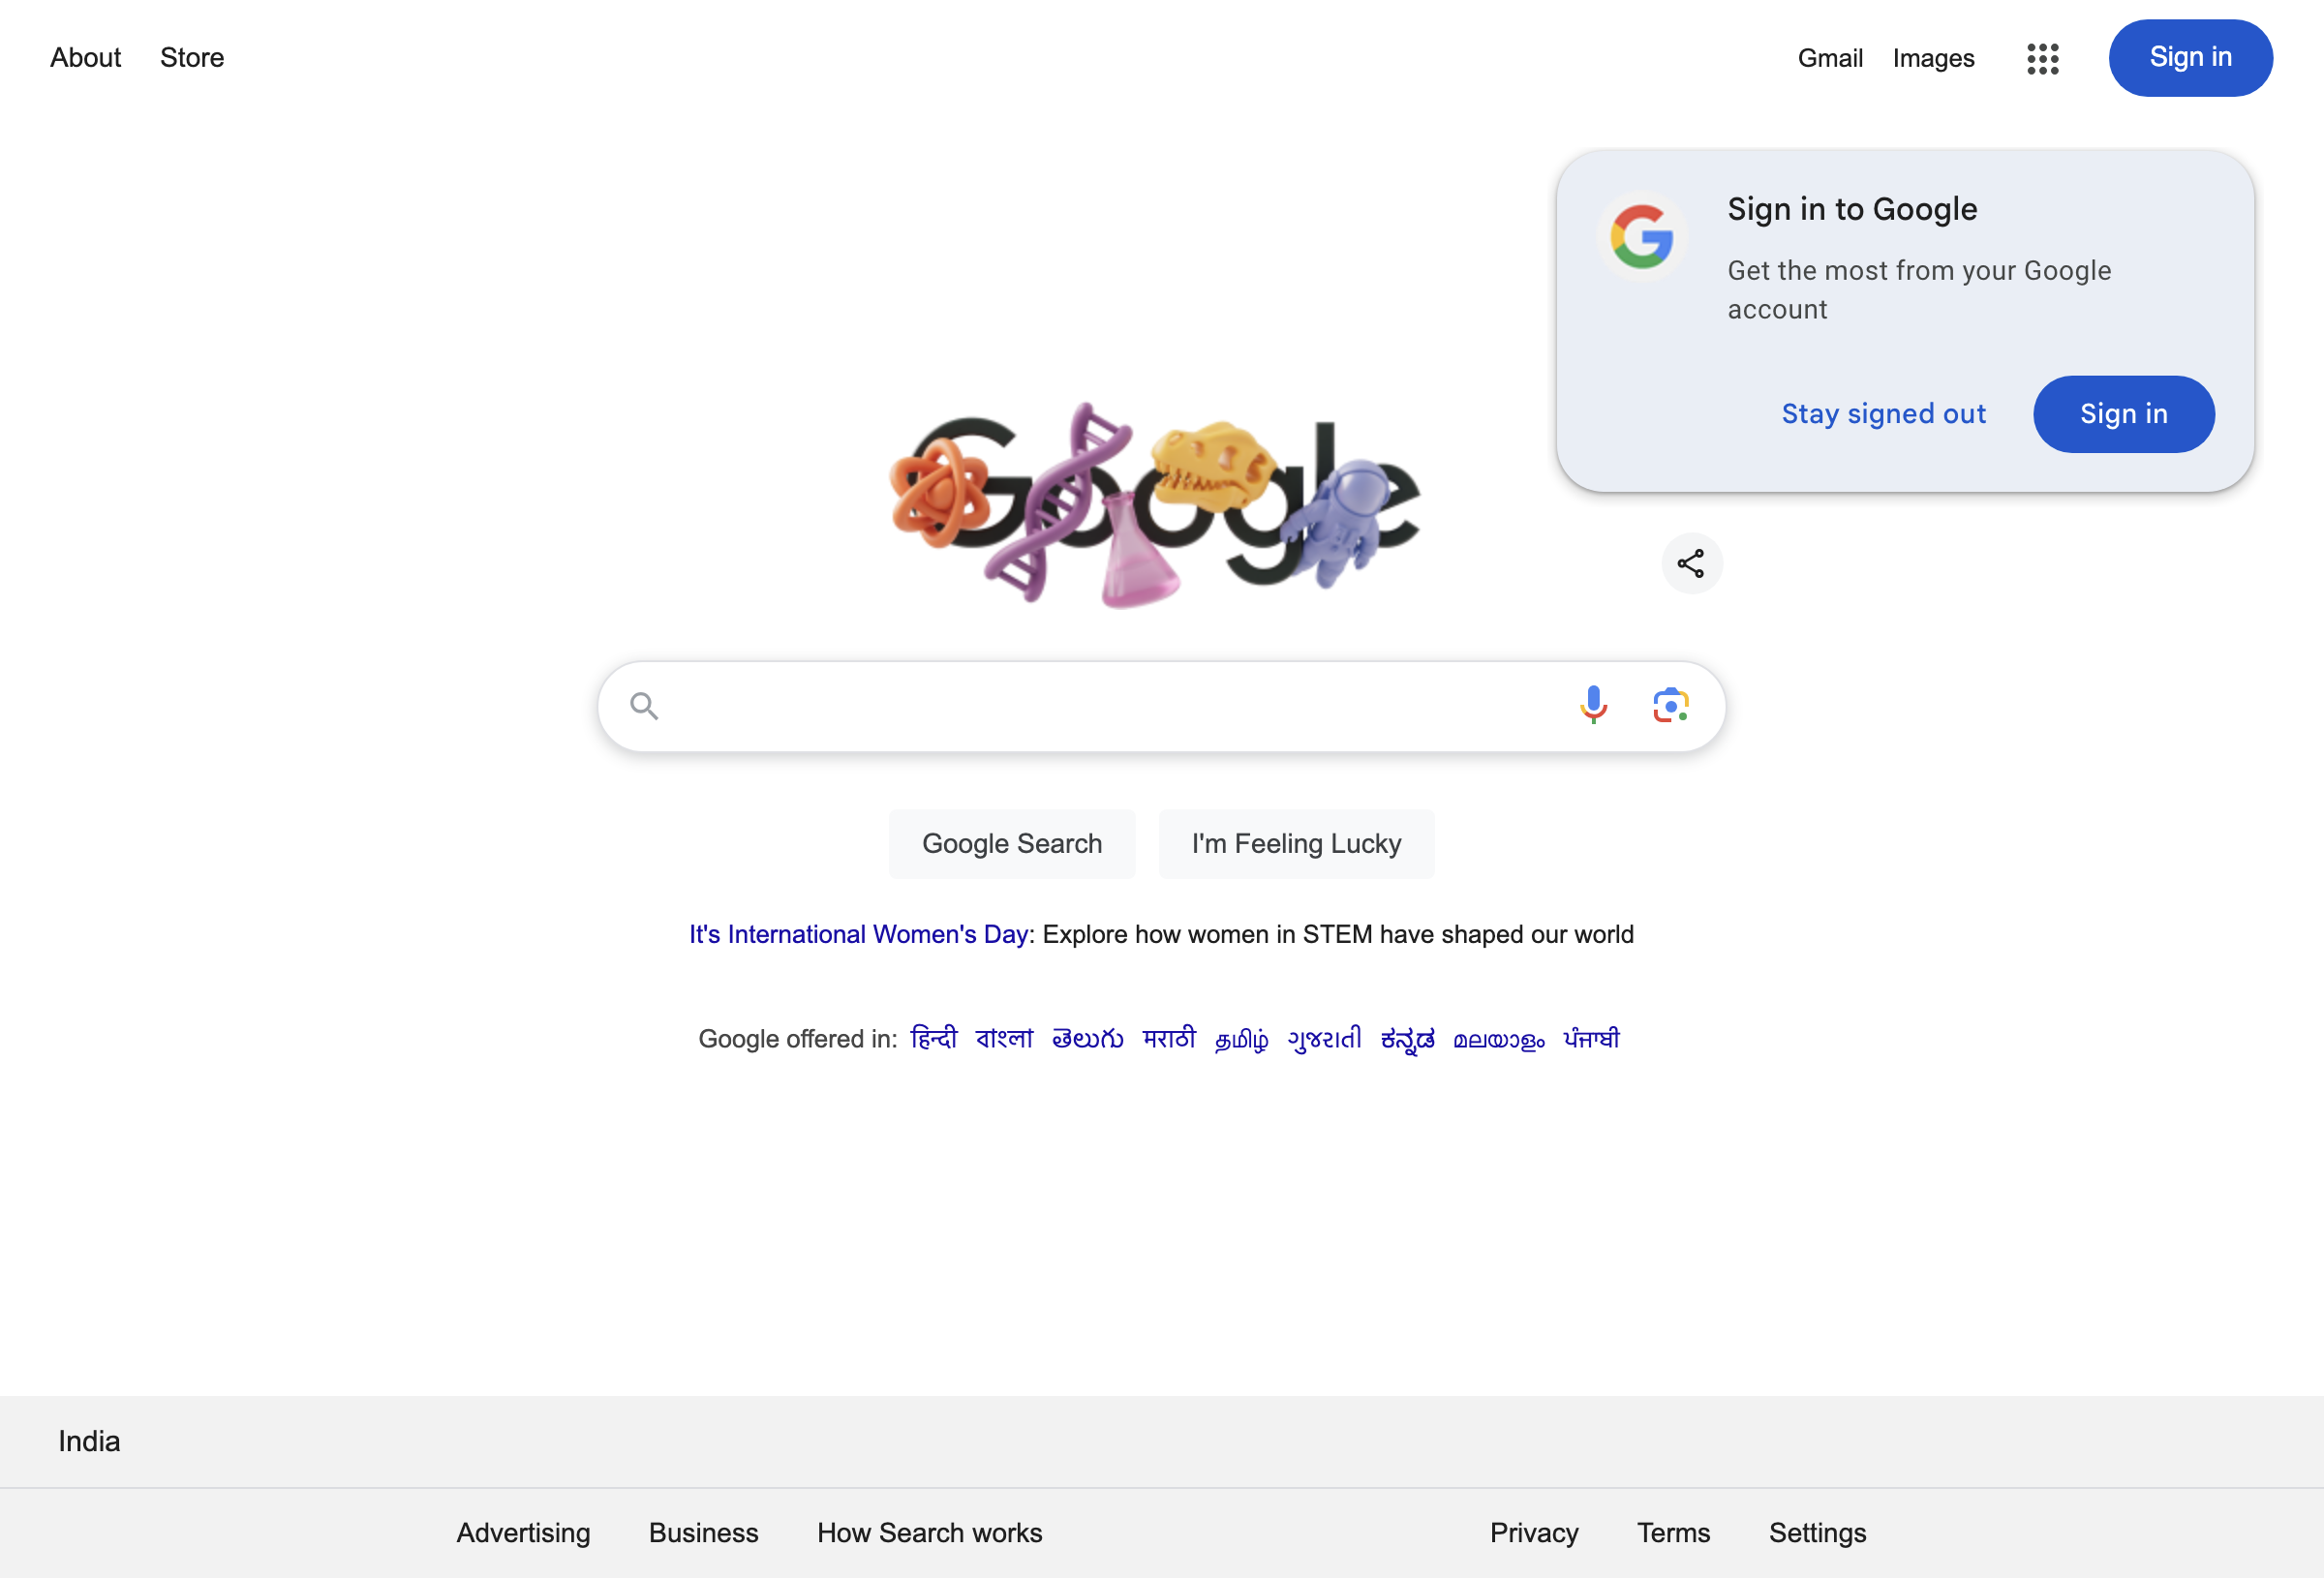 About Store
Gmail Images Sign in
Sign in to Google
Get the most from your Google
account
Stay signed out Sign in
Google
Google Search I'm Feeling Lucky
It's International Women's Day: Explore how women in STEM have shaped our world
Google offered in: हिन्दी বাংলা తెలుగు मराठी தமிழ் ગુજરાતી ಕನ್ನಡ മലയാളം ਪੰਜਾਬੀ
India
Advertising Business How Search works Privacy Terms Settings